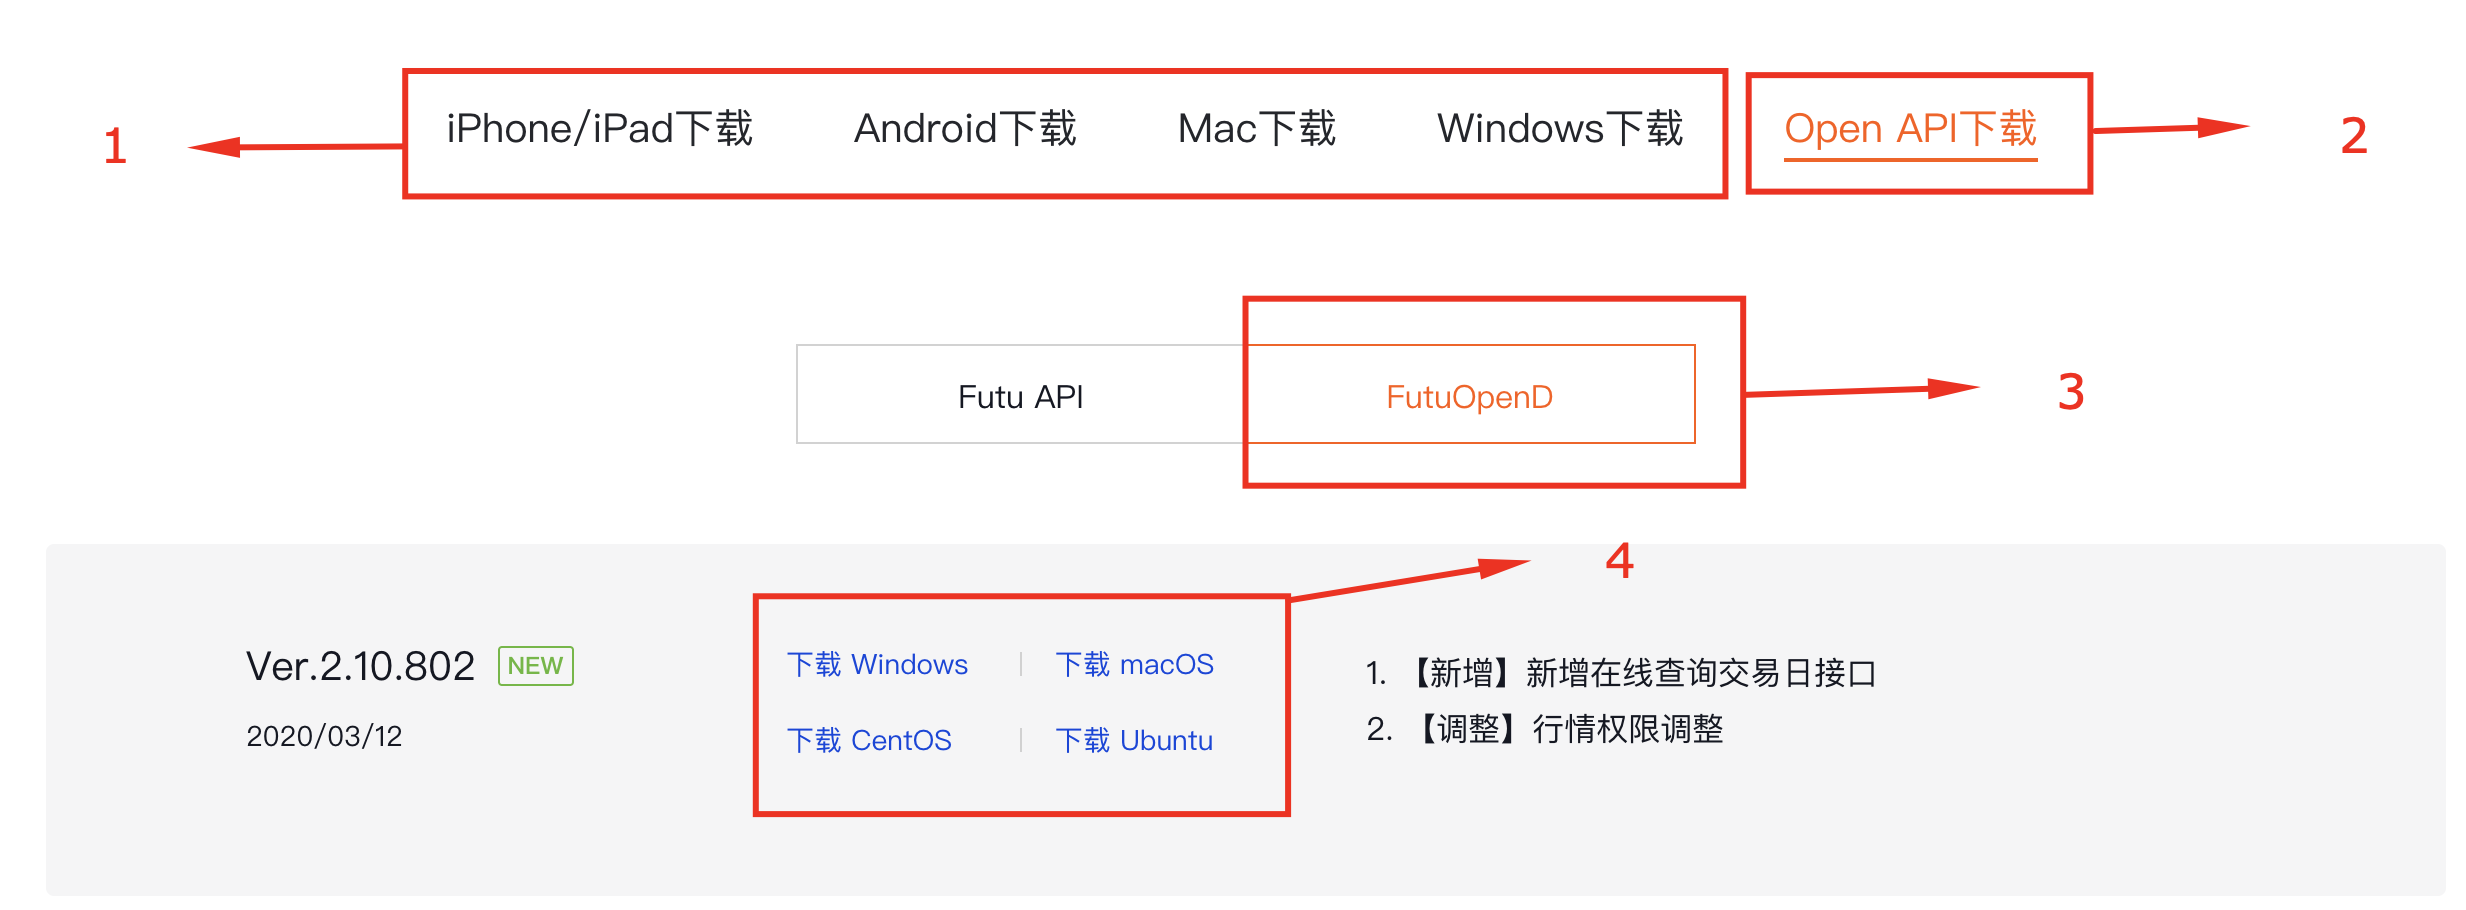 iPhone/iPad下载 Android下载 Mac下载 Windows下载 Open API下载
1
2
Futu API FutuOpenD
3
4
Ver.2.10.802 NEW
2020/03/12
下载 Windows 下载 macOS
下载 CentOS 下载 Ubuntu
1. 【新增】新增在线查询交易日接口
2. 【调整】行情权限调整